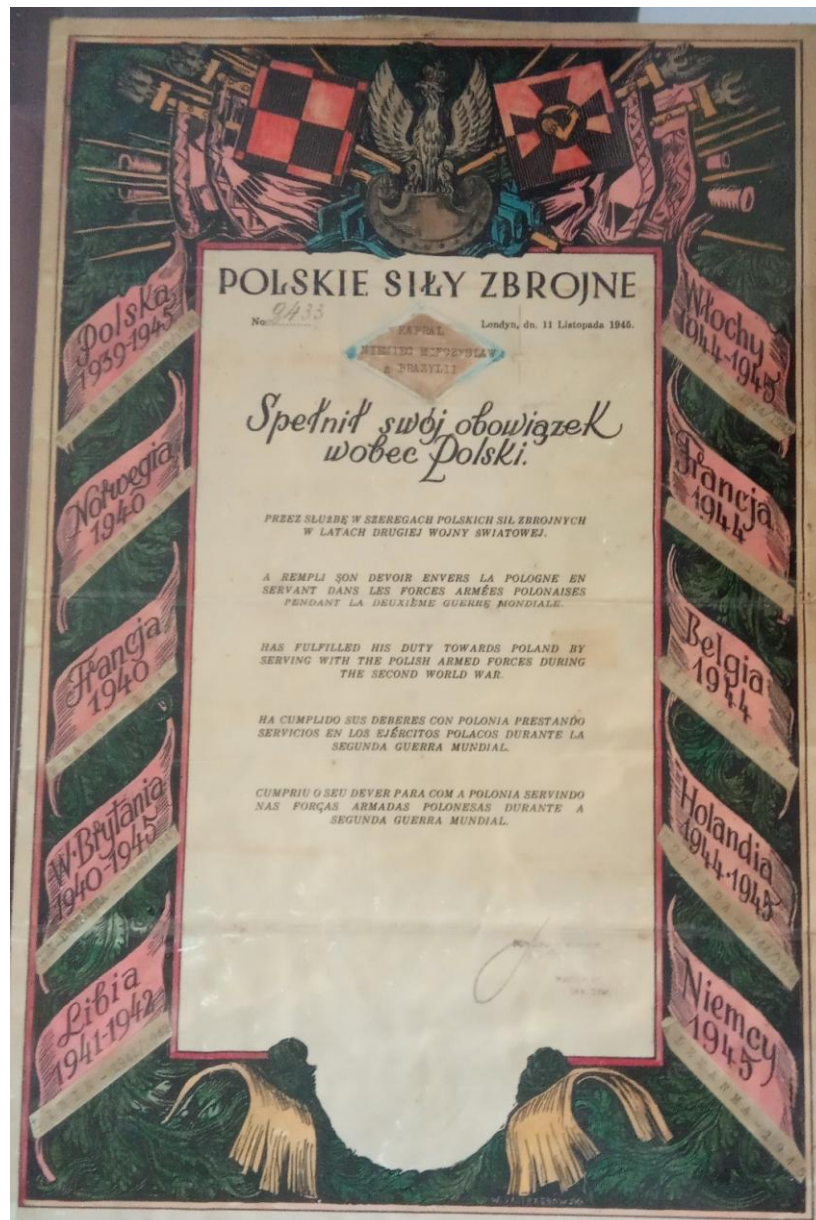 POLSKIE SIŁY ZBROJNE
No 9433
Londyn, dn. 11 Listopada 1945.
KAPRAL
NIEMIEC MIECZYSLAW
z BRAZYLII
Spełnił swój obowiązek
wobec Polski.
PRZEZ SŁUŻBĘ W SZEREGACH POLSKICH SIŁ ZBROJNYCH
W LATACH DRUGIEJ WOJNY ŚWIATOWEJ.
A REMPLI SON DEVOIR ENVERS LA POLOGNE EN
SERVANT DANS LES FORCES ARMÉES POLONAISES
PENDANT LA DEUXIÈME GUERRE MONDIALE.
HAS FULFILLED HIS DUTY TOWARDS POLAND BY
SERVING WITH THE POLISH ARMED FORCES DURING
THE SECOND WORLD WAR.
HA CUMPLIDO SUS DEBERES CON POLONIA PRESTANDO
SERVICIOS EN LOS EJÉRCITOS POLACOS DURANTE LA
SEGUNDA GUERRA MUNDIAL.
CUMPRIU O SEU DEVER PARA COM A POLONIA SERVINDO
NAS FORÇAS ARMADAS POLONESAS DURANTE A
SEGUNDA GUERRA MUNDIAL.
Polska
1939-1945
Norwegia
1940
Francja
1940
W.Brytania
1940-1945
Libia
1941-1942
Włochy
1944-1945
Francja
1944
Belgia
1944
Holandia
1944-1945
Niemcy
1945